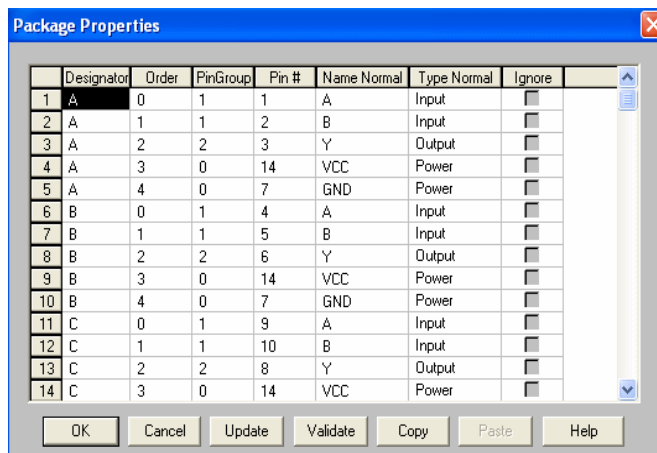 Package Properties
Designator Order PinGroup Pin # Name Normal Type Normal Ignore
1 A 0 1 1 A Input
2 A 1 1 2 B Input
3 A 2 2 3 Y Output
4 A 3 0 14 VCC Power
5 A 4 0 7 GND Power
6 B 0 1 4 A Input
7 B 1 1 5 B Input
8 B 2 2 6 Y Output
9 B 3 0 14 VCC Power
10 B 4 0 7 GND Power
11 C 0 1 9 A Input
12 C 1 1 10 B Input
13 C 2 2 8 Y Output
14 C 3 0 14 VCC Power
OK Cancel Update Validate Copy Paste Help